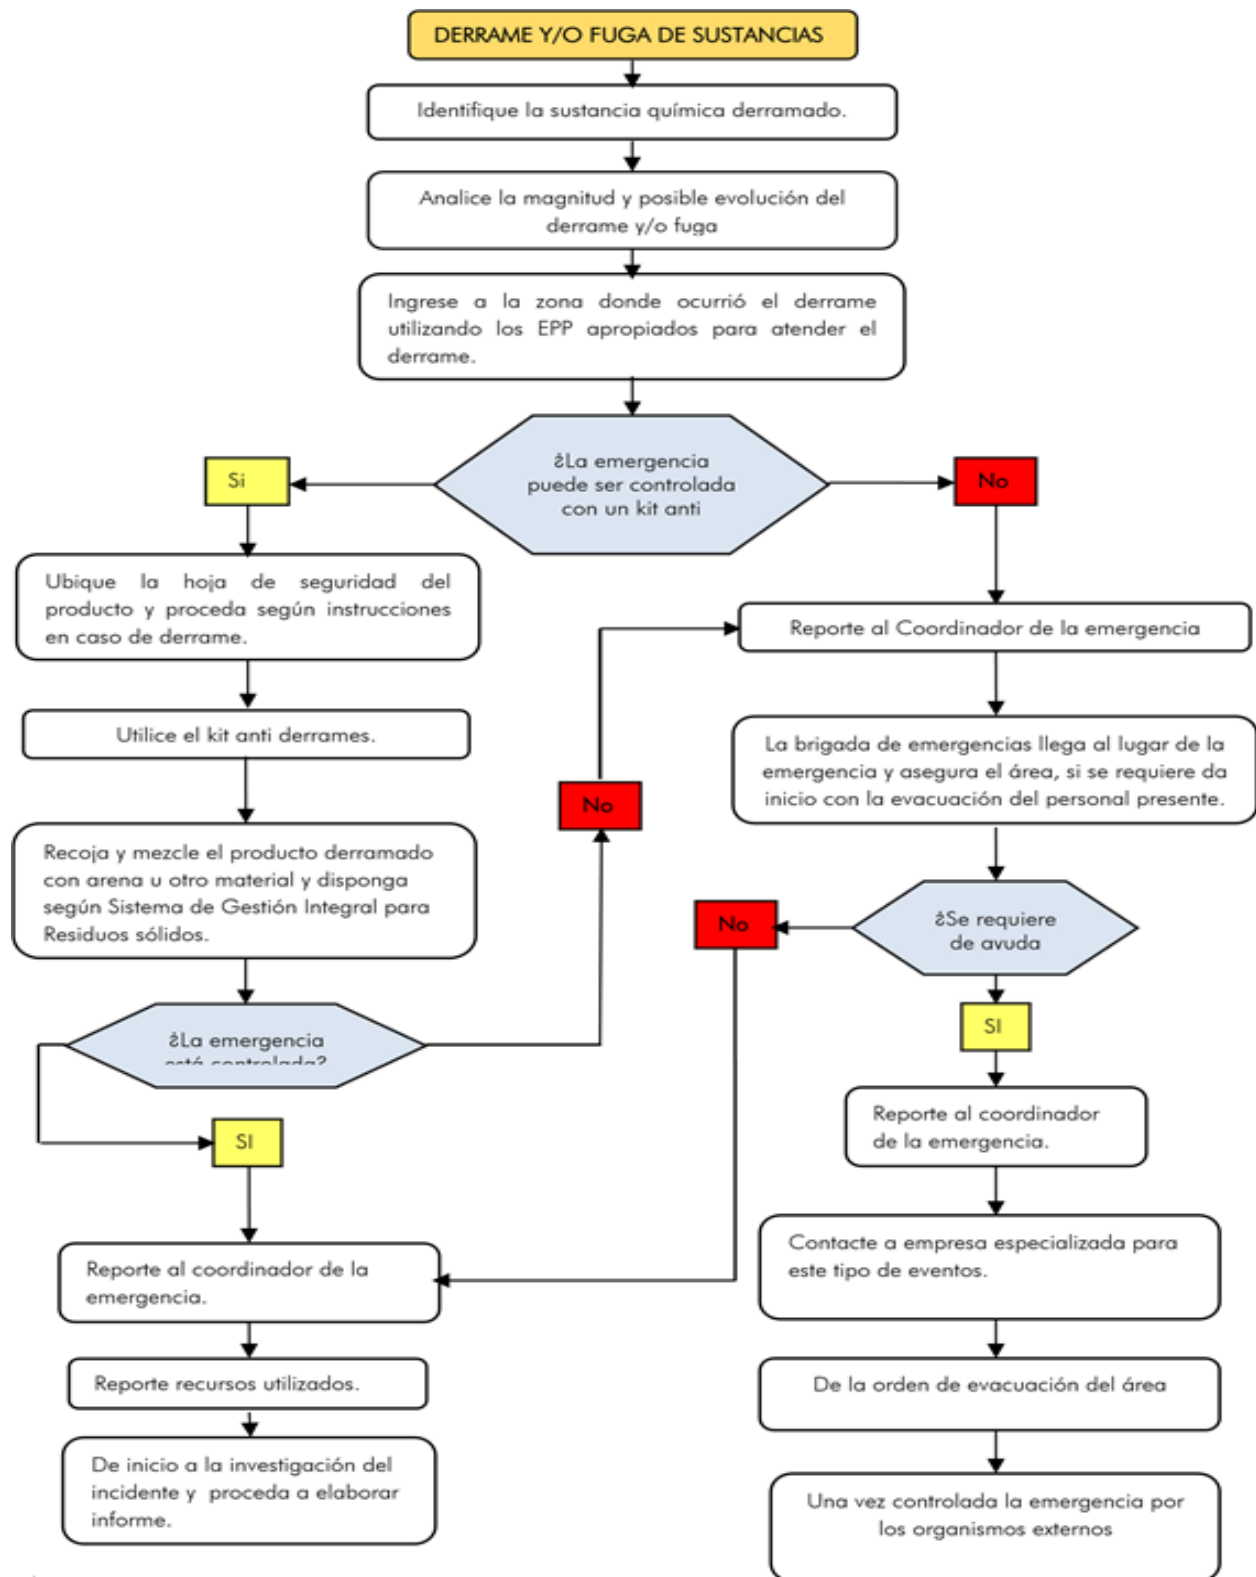 DERRAME Y/O FUGA DE SUSTANCIAS
Identifique la sustancia química derramado.
Analice la magnitud y posible evolución del
derrame y/o fuga
Ingrese a la zona donde ocurrió el derrame
utilizando los EPP apropiados para atender el
derrame.
¿La emergencia
puede ser controlada
con un kit anti
Si
No
Ubique la hoja de seguridad del
producto y proceda según instrucciones
en caso de derrame.
Reporte al Coordinador de la emergencia
Utilice el kit anti derrames.
La brigada de emergencias llega al lugar de la
emergencia y asegura el área, si se requiere da
inicio con la evacuación del personal presente.
No
Recoja y mezcle el producto derramado
con arena u otro material y disponga
según Sistema de Gestión Integral para
Residuos sólidos.
No
¿Se requiere
de ayuda
SI
¿La emergencia
está controlada?
SI
Reporte al coordinador
de la emergencia.
Reporte al coordinador de la
emergencia.
Contacte a empresa especializada para
este tipo de eventos.
Reporte recursos utilizados.
De la orden de evacuación del área
De inicio a la investigación del
incidente y proceda a elaborar
informe.
Una vez controlada la emergencia por
los organismos externos